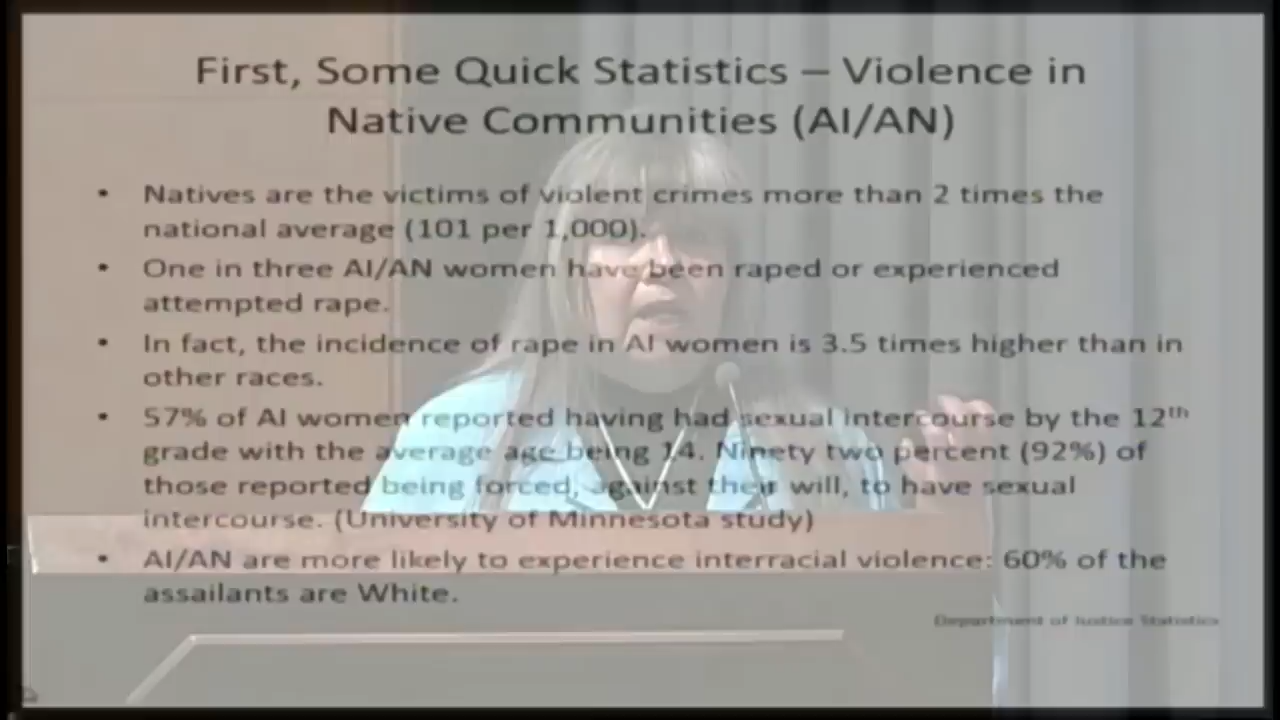 First, Some Quick Statistics – Violence in
Native Communities (AI/AN)
• Natives are the victims of violent crimes more than 2 times the
national average (101 per 1,000).
• One in three AI/AN women have been raped or experienced
attempted rape.
• In fact, the incidence of rape in AI women is 3.5 times higher than in
other races.
• 57% of AI women reported having had sexual intercourse by the 12th
grade with the average age being 14. Ninety two percent (92%) of
those reported being forced, against their will, to have sexual
intercourse. (University of Minnesota study)
• AI/AN are more likely to experience interracial violence: 60% of the
assailants are White.
Department of Justice Statistics